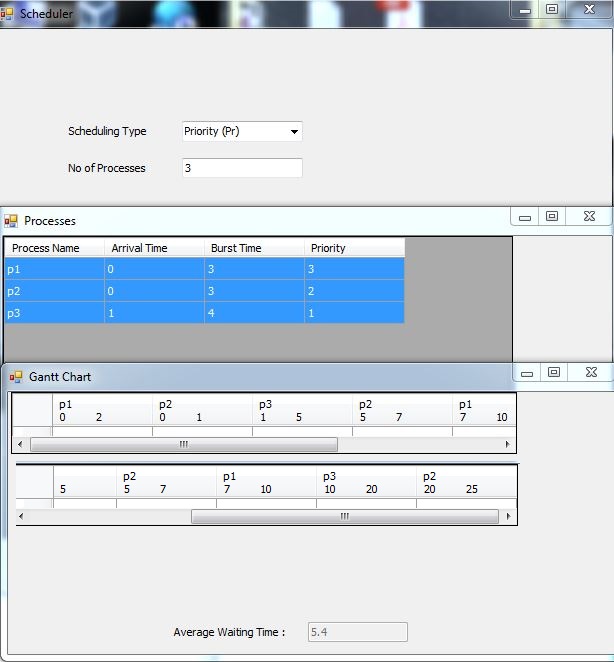 Scheduler
Scheduling Type Priority (Pr)
No of Processes 3
Processes
Process Name Arrival Time Burst Time Priority
p1 0 3 3
p2 0 3 2
p3 1 4 1
Gantt Chart
p1 p2 p3 p2 p1
0 2 0 1 1 5 5 7 7 10
p2 p1 p3 p2
5 5 7 7 10 10 20 20 25
Average Waiting Time : 5.4